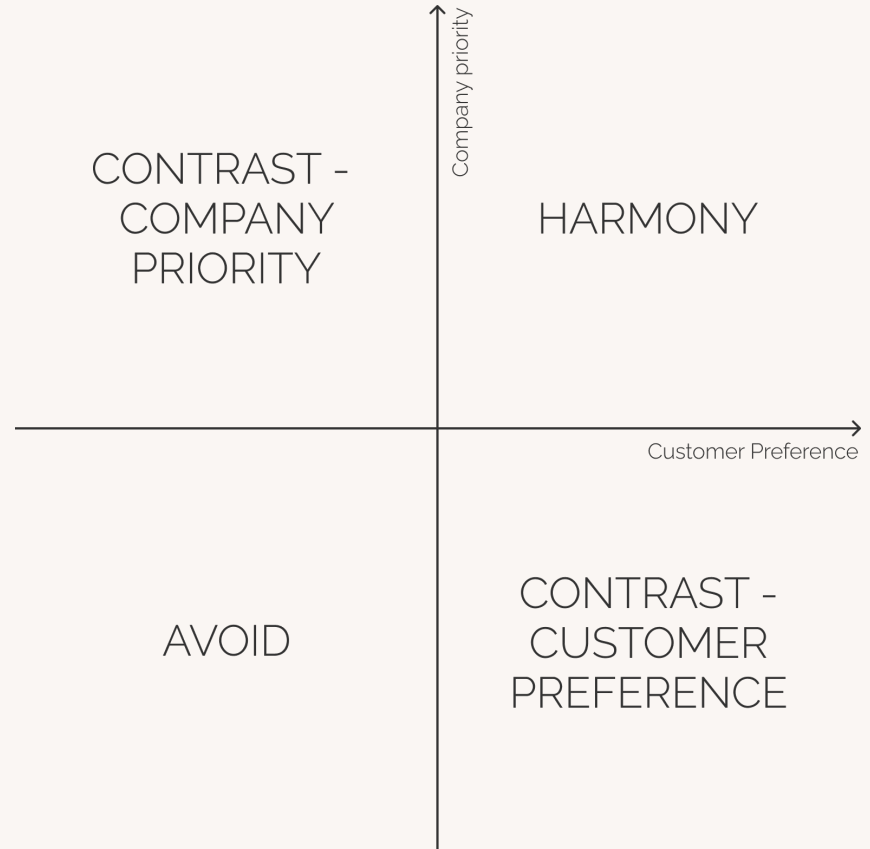 Company priority
CONTRAST -
COMPANY
PRIORITY
HARMONY
Customer Preference
AVOID
CONTRAST -
CUSTOMER
PREFERENCE